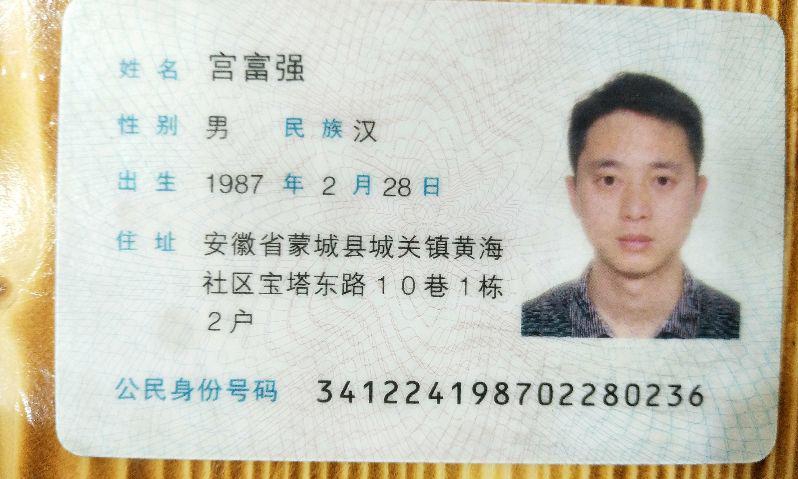 姓名 宫富强
性别 男 民族 汉
出生 1987 年 2 月 28 日
住址 安徽省蒙城县城关镇黄海
社区宝塔东路10巷1栋
2户
公民身份号码 341224198702280236